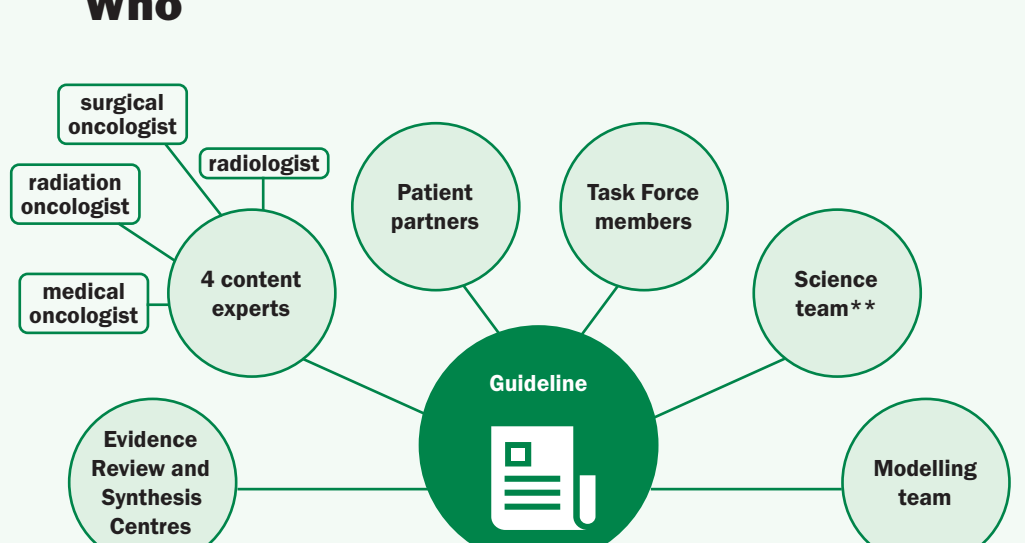 Who
surgical
oncologist
radiologist
radiation
oncologist
medical
oncologist
4 content
experts
Patient
partners
Task Force
members
Science
team**
Guideline
Evidence
Review and
Synthesis
Centres
Modelling
team